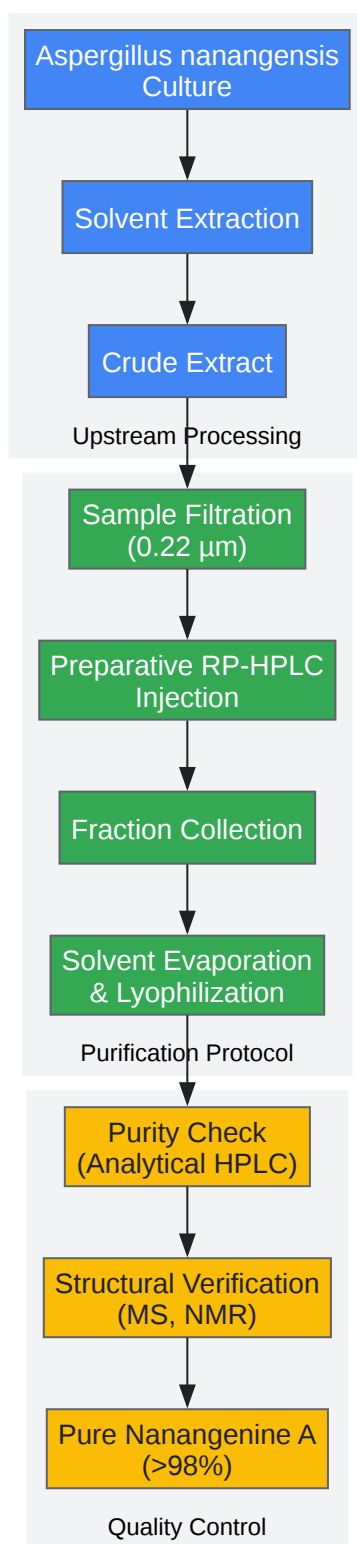 Aspergillus nanangensis
Culture
Solvent Extraction
Crude Extract
Upstream Processing
Sample Filtration
(0.22 µm)
Preparative RP-HPLC
Injection
Fraction Collection
Solvent Evaporation
& Lyophilization
Purification Protocol
Purity Check
(Analytical HPLC)
Structural Verification
(MS, NMR)
Pure Nanangenine A
(>98%)
Quality Control